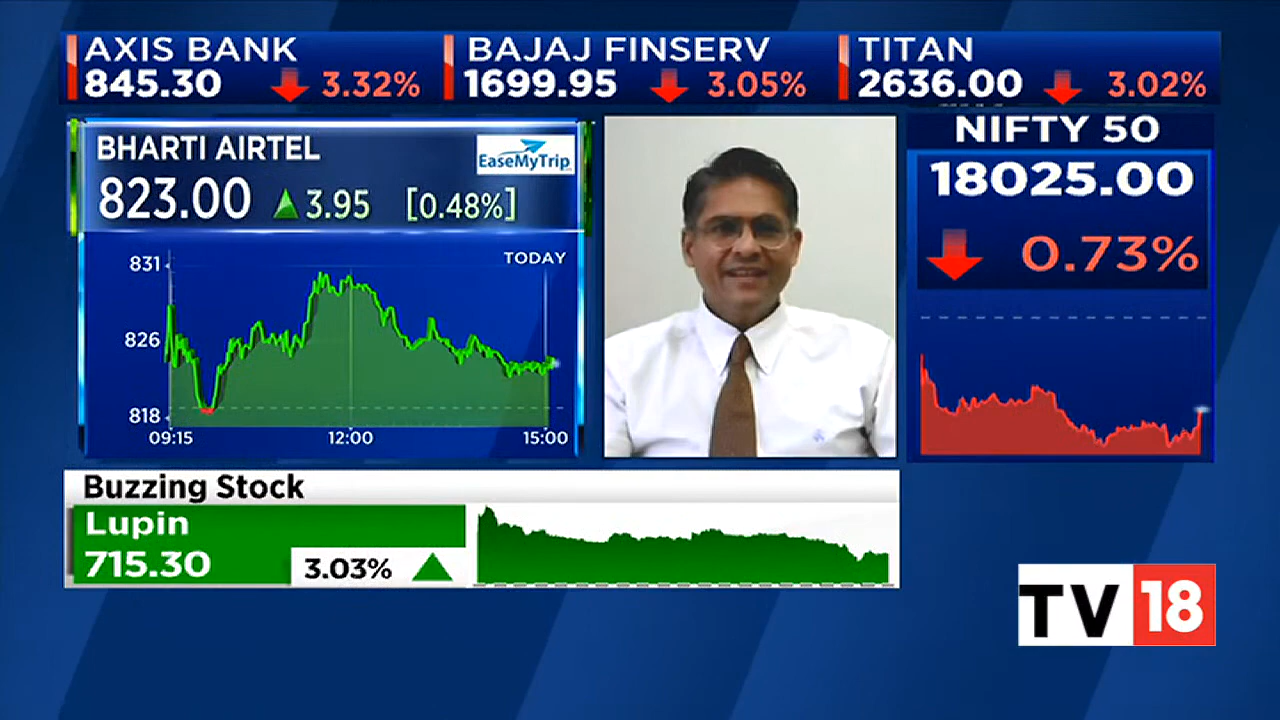 AXIS BANK
845.30 3.32%
BAJAJ FINSERV
1699.95 3.05%
TITAN
2636.00 3.02%
BHARTI AIRTEL
823.00 3.95 [0.48%]
EaseMyTrip
TODAY
831
826
818
09:15 12:00 15:00
NIFTY 50
18025.00
0.73%
Buzzing Stock
Lupin
715.30
3.03%
TV18